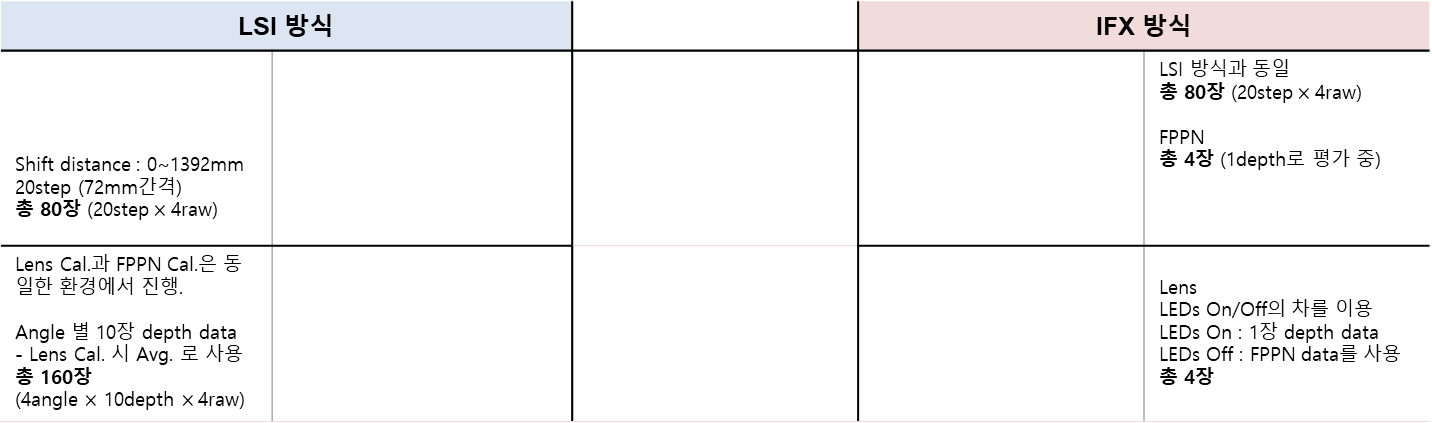 LSI 방식
IFX 방식
Shift distance : 0~1392mm
20step (72mm간격)
총 80장 (20step × 4raw)
LSI 방식과 동일
총 80장 (20step × 4raw)
FPPN
총 4장 (1depth로 평가 중)
Lens Cal.과 FPPN Cal.은 동
일한 환경에서 진행.
Angle 별 10장 depth data
- Lens Cal. 시 Avg. 로 사용
총 160장
(4angle × 10depth × 4raw)
Lens
LEDs On/Off의 차를 이용
LEDs On : 1장 depth data
LEDs Off : FPPN data를 사용
총 4장